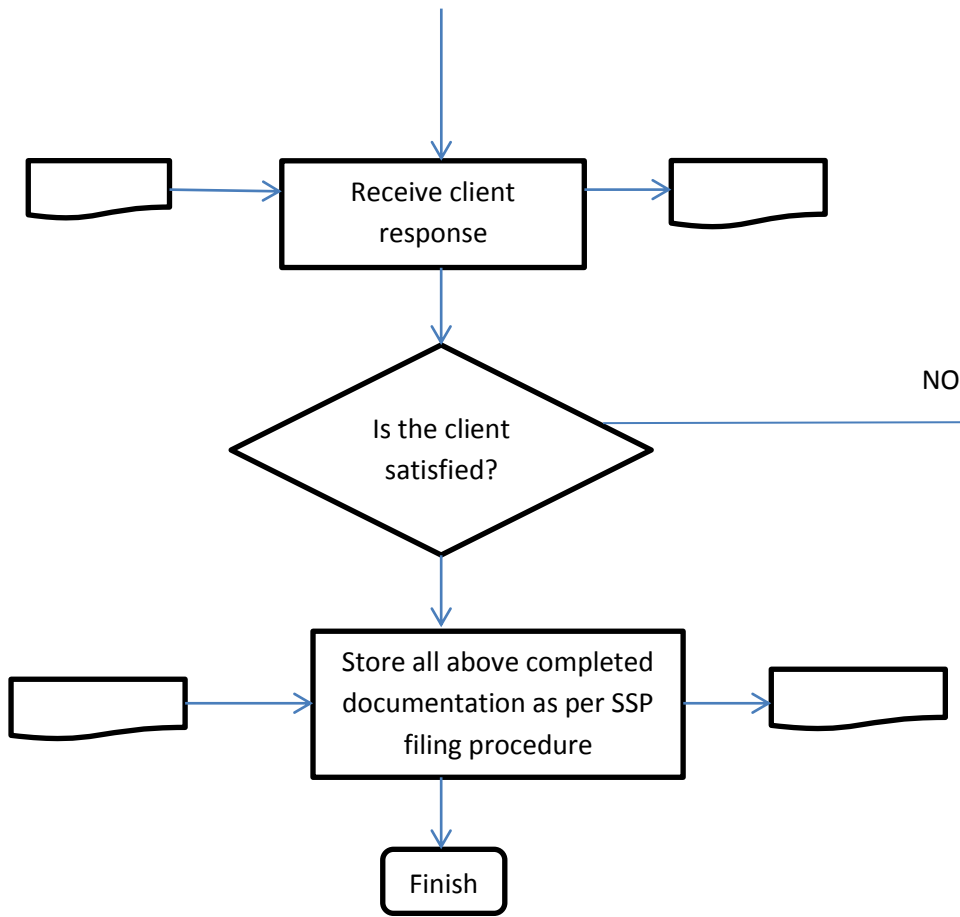 Receive client
response
NO
Is the client
satisfied?
Store all above completed
documentation as per SSP
filing procedure
Finish